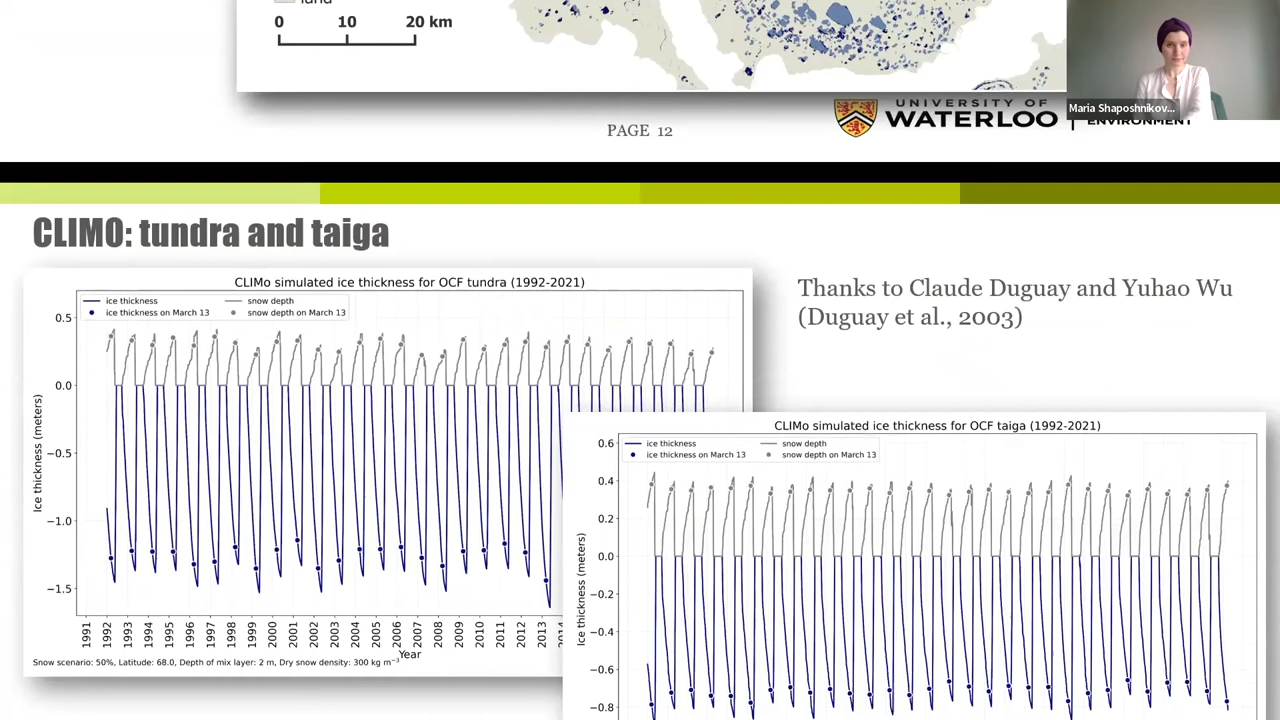 land
0 10 20 km
Maria Shaposhnikov...
UNIVERSITY OF
WATERLOO
ENVIRONMENT
PAGE 12
CLIMO: tundra and taiga
CLIMo simulated ice thickness for OCF tundra (1992-2021)
ice thickness
snow depth
ice thickness on March 13
snow depth on March 13
0.5
0.0
−0.5
−1.0
−1.5
Ice thickness (meters)
1991 1992 1993 1994 1995 1996 1997 1998 1999 2000 2001 2002 2003 2004 2005 2006 2007 2008 2009 2010 2011 2012 2013 2014
Year
Snow scenario: 50%, Latitude: 68.0, Depth of mix layer: 2 m, Dry snow density: 300 kg m−3
Thanks to Claude Duguay and Yuhao Wu
(Duguay et al., 2003)
CLIMo simulated ice thickness for OCF taiga (1992-2021)
ice thickness
snow depth
ice thickness on March 13
snow depth on March 13
0.6
0.4
0.2
0.0
−0.2
−0.4
−0.6
−0.8
Ice thickness (meters)